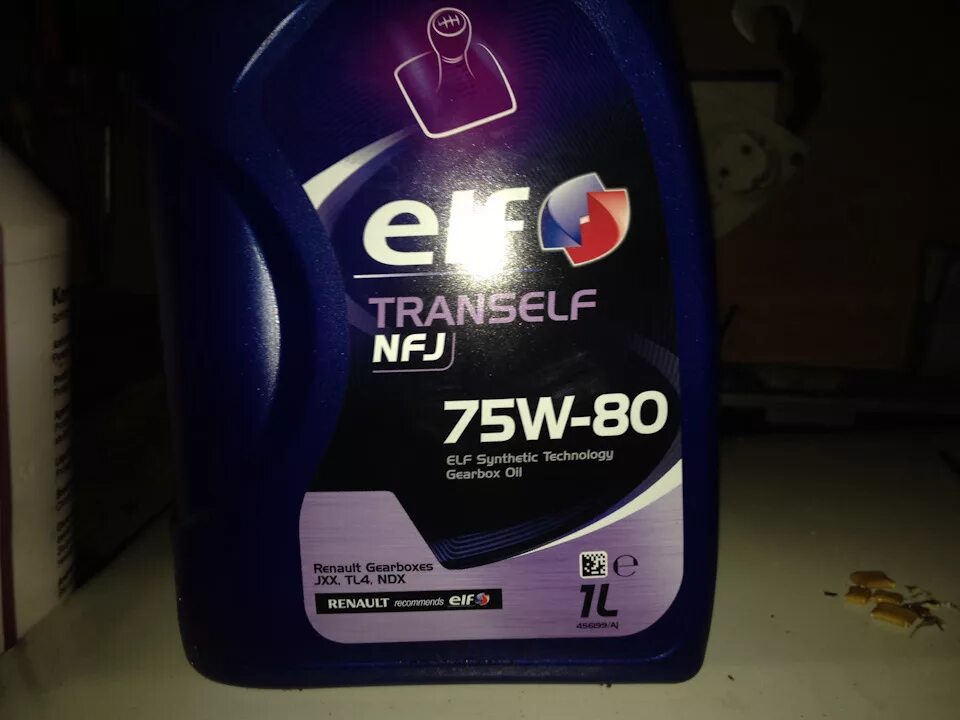 elf
TRANSELF
NFJ
75W-80
ELF Synthetic Technology
Gearbox Oil
Renault Gearboxes
JXX, TL4, NDX
RENAULT recommends elf
e
1L
456199/AJ